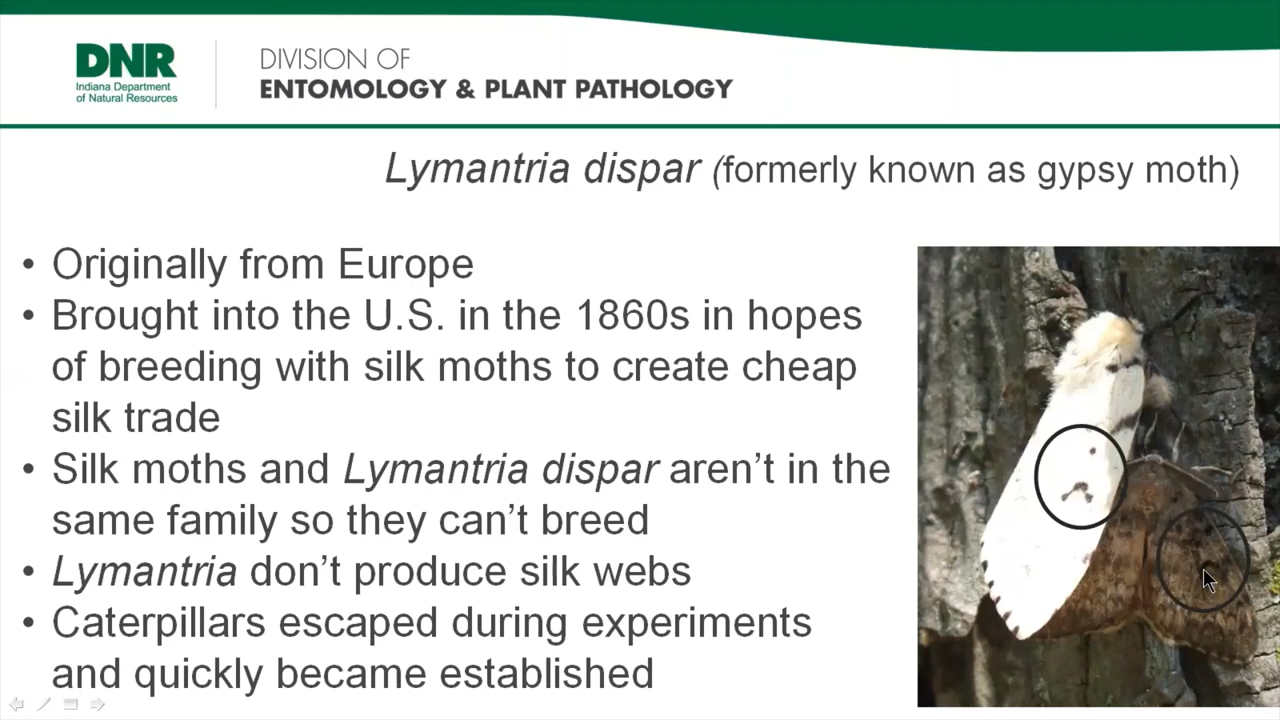 DNR
Indiana Department
of Natural Resources
DIVISION OF
ENTOMOLOGY & PLANT PATHOLOGY
Lymantria dispar (formerly known as gypsy moth)
• Originally from Europe
• Brought into the U.S. in the 1860s in hopes
of breeding with silk moths to create cheap
silk trade
• Silk moths and Lymantria dispar aren’t in the
same family so they can’t breed
• Lymantria don’t produce silk webs
• Caterpillars escaped during experiments
and quickly became established